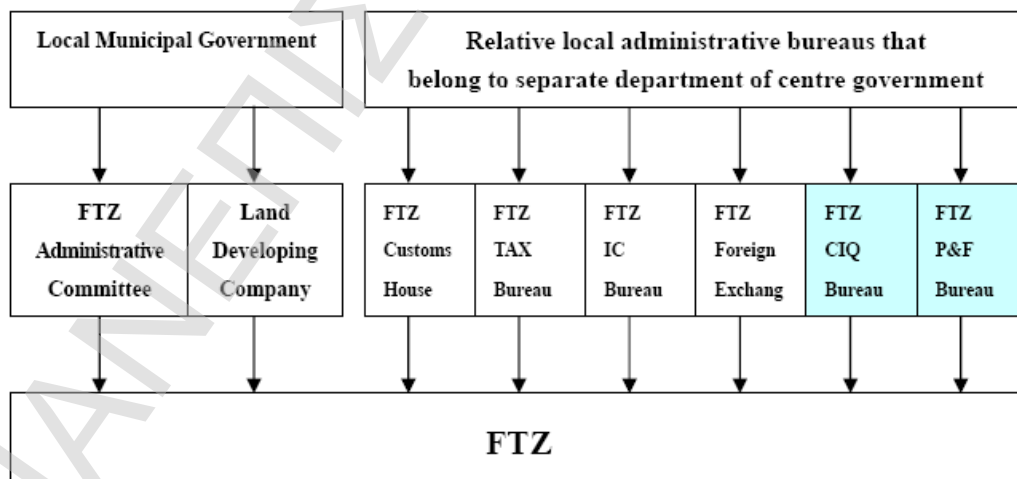 Local Municipal Government
Relative local administrative bureaus that
belong to separate department of centre government
FTZ
Administrative
Committee
Land
Developing
Company
FTZ
Customs
House
FTZ
TAX
Bureau
FTZ
IC
Bureau
FTZ
Foreign
Exchang
FTZ
CIQ
Bureau
FTZ
P&F
Bureau
FTZ
ΑΝΕΠΙΣ